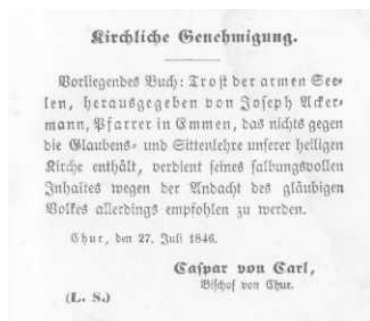 Kirchliche Genehmigung.
Vorliegendes Buch: Trost der armen See-
len, herausgegeben von Joseph Acker-
mann, Pfarrer in Emmen, das nichts gegen
die Glaubens- und Sittenlehre unserer heiligen
Kirche enthält, verdient seines salbungsvollen
Inhaltes wegen der Andacht des gläubigen
Volkes allerdings empfohlen zu werden.
Chur, den 27. Juli 1846.
Caspar von Carl,
Bischof von Chur.
(L. S.)